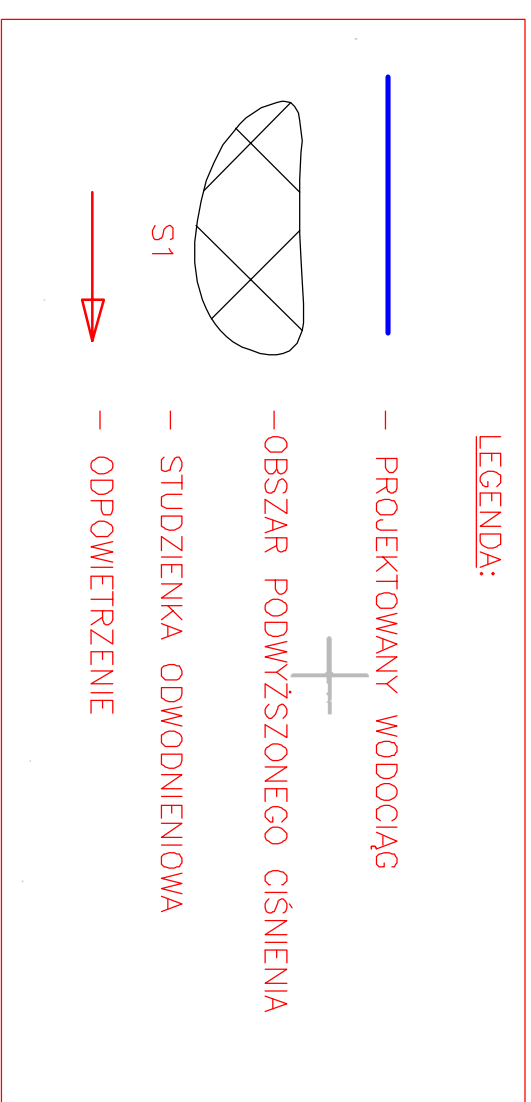 LEGENDA:
- PROJEKTOWANY WODOCIĄG
-OBSZAR PODWYŻSZONEGO CIŚNIENIA
S1 - STUDZIENKA ODWODNIENIOWA
- ODPOWIETRZENIE